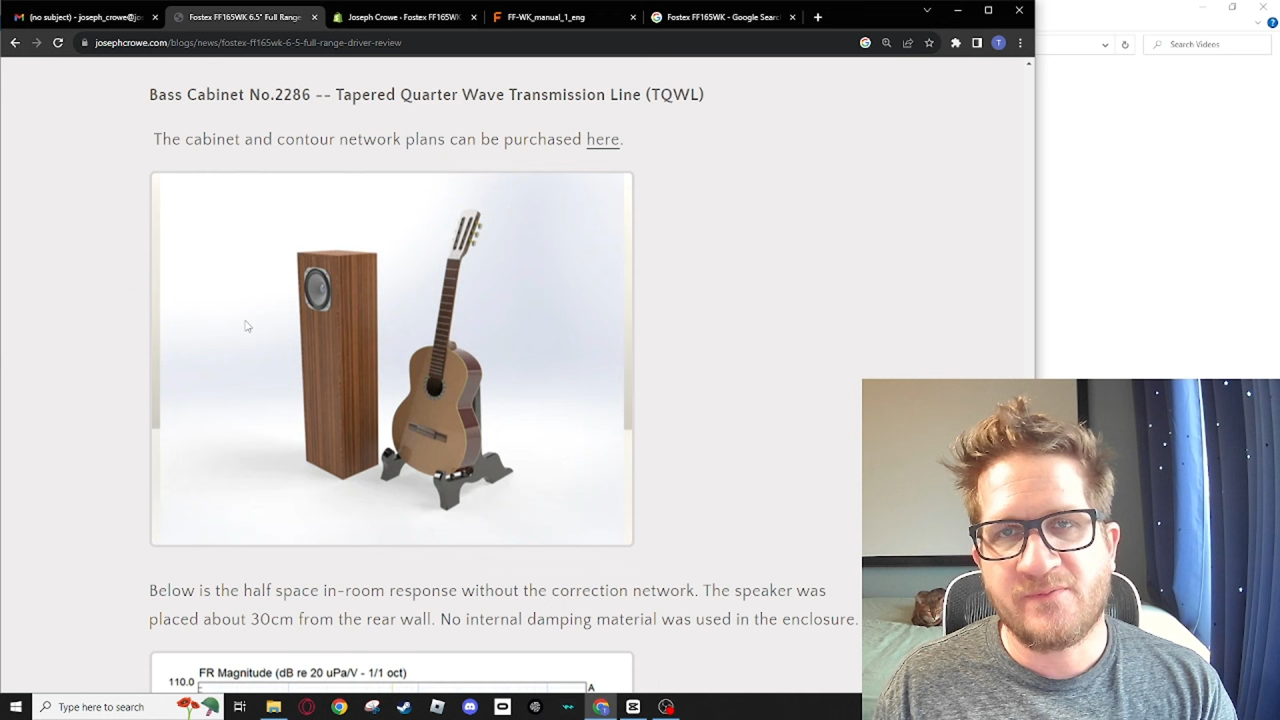 (no subject) - joseph_crowe@jo
Fostex FF165WK 6.5" Full Range
Joseph Crowe · Fostex FF165WK
FF-WK_manual_1_eng
Fostex FF165WK - Google Searc
josephcrowe.com/blogs/news/fostex-ff165wk-6-5-full-range-driver-review
T
Search Videos
Bass Cabinet No.2286 -- Tapered Quarter Wave Transmission Line (TQWL)
The cabinet and contour network plans can be purchased here.
Below is the half space in-room response without the correction network. The speaker was
placed about 30cm from the rear wall. No internal damping material was used in the enclosure.
FR Magnitude (dB re 20 uPa/V - 1/1 oct)
110.0
A
Type here to search